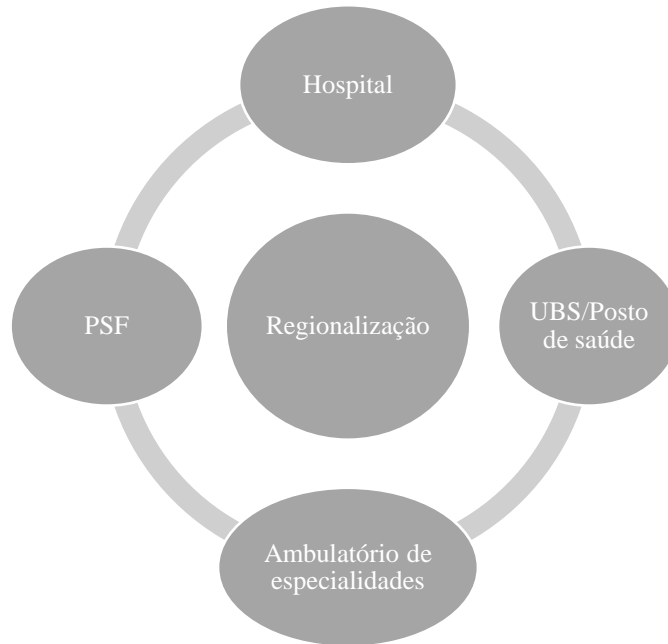 Hospital
PSF
Regionalização
UBS/Posto
de saúde
Ambulatório de
especialidades